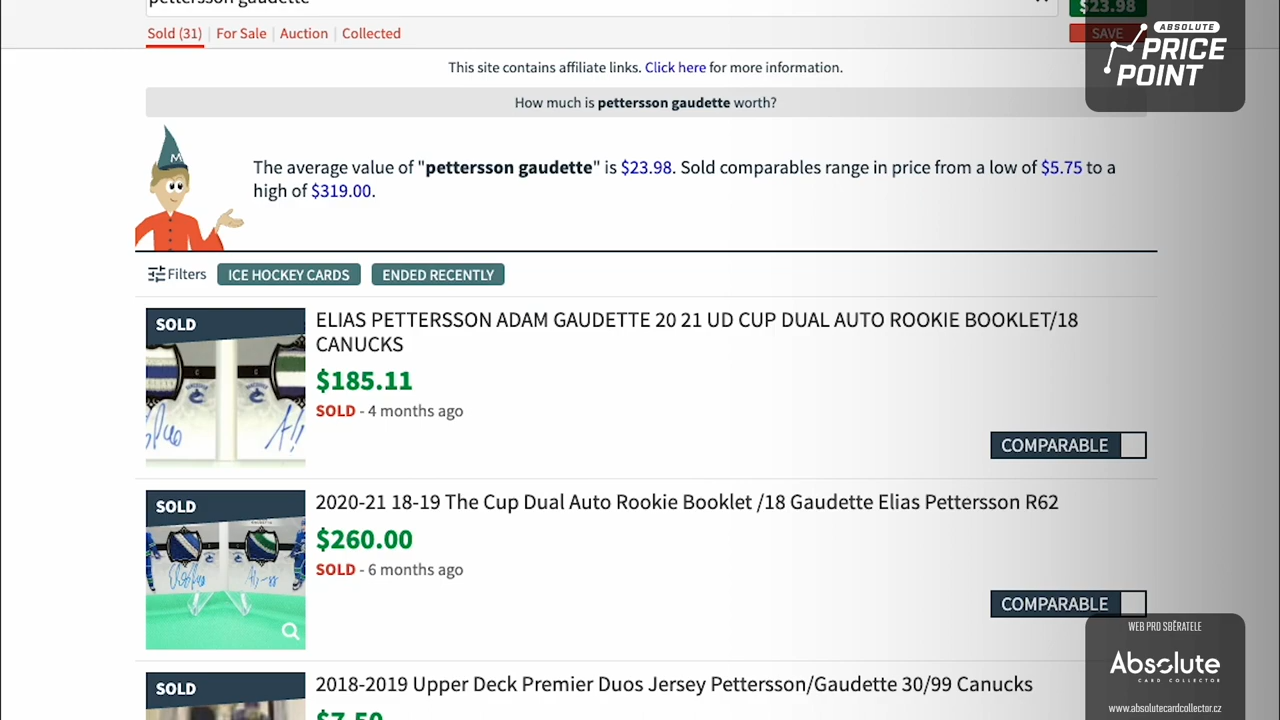 pettersson gaudette
$23.98
Sold (31) | For Sale | Auction | Collected
SAVE
ABSOLUTE
PRICE
POINT
This site contains affiliate links. Click here for more information.
How much is pettersson gaudette worth?
M
The average value of "pettersson gaudette" is $23.98. Sold comparables range in price from a low of $5.75 to a
high of $319.00.
Filters
ICE HOCKEY CARDS
ENDED RECENTLY
SOLD
ELIAS PETTERSSON ADAM GAUDETTE 20 21 UD CUP DUAL AUTO ROOKIE BOOKLET/18
CANUCKS
$185.11
SOLD - 4 months ago
COMPARABLE
SOLD
2020-21 18-19 The Cup Dual Auto Rookie Booklet /18 Gaudette Elias Pettersson R62
$260.00
SOLD - 6 months ago
COMPARABLE
SOLD
2018-2019 Upper Deck Premier Duos Jersey Pettersson/Gaudette 30/99 Canucks
$7.50
WEB PRO SBĚRATELE
Absolute
CARD COLLECTOR
www.absolutecardcollector.cz